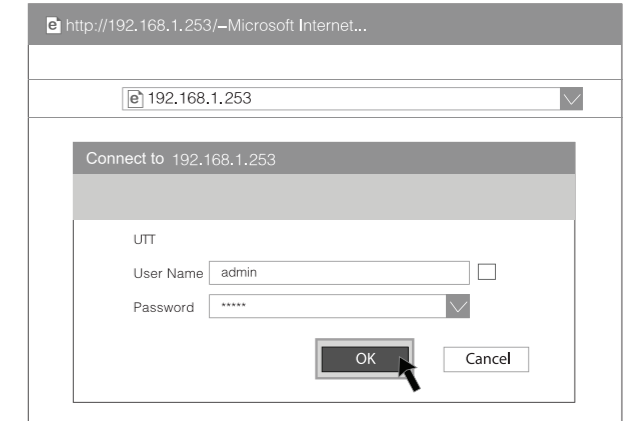 http://192.168.1.253/–Microsoft Internet...
192.168.1.253
Connect to 192.168.1.253
UTT
User Name admin
Password *****
OK Cancel